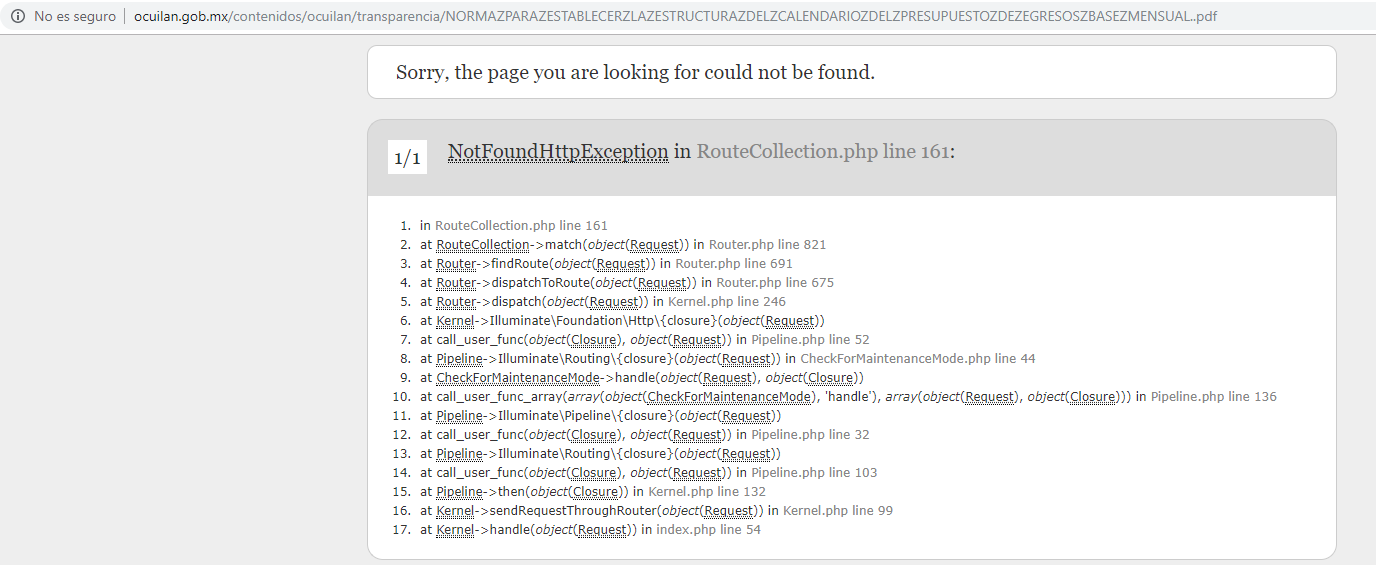 No es seguro | ocuilan.gob.mx/contenidos/ocuilan/transparencia/NORMAZPARAZESTABLECERZLAZESTRUCTURAZDELZCALENDARIOZDELZPRESUPUESTOZDEZEGRESOSZBASEZMENSUAL..pdf
Sorry, the page you are looking for could not be found.
1/1 NotFoundHttpException in RouteCollection.php line 161:
1. in RouteCollection.php line 161
2. at RouteCollection->match(object(Request)) in Router.php line 821
3. at Router->findRoute(object(Request)) in Router.php line 691
4. at Router->dispatchToRoute(object(Request)) in Router.php line 675
5. at Router->dispatch(object(Request)) in Kernel.php line 246
6. at Kernel->Illuminate\Foundation\Http\{closure}(object(Request))
7. at call_user_func(object(Closure), object(Request)) in Pipeline.php line 52
8. at Pipeline->Illuminate\Routing\{closure}(object(Request)) in CheckForMaintenanceMode.php line 44
9. at CheckForMaintenanceMode->handle(object(Request), object(Closure))
10. at call_user_func_array(array(object(CheckForMaintenanceMode), 'handle'), array(object(Request), object(Closure))) in Pipeline.php line 136
11. at Pipeline->Illuminate\Pipeline\{closure}(object(Request))
12. at call_user_func(object(Closure), object(Request)) in Pipeline.php line 32
13. at Pipeline->Illuminate\Routing\{closure}(object(Request))
14. at call_user_func(object(Closure), object(Request)) in Pipeline.php line 103
15. at Pipeline->then(object(Closure)) in Kernel.php line 132
16. at Kernel->sendRequestThroughRouter(object(Request)) in Kernel.php line 99
17. at Kernel->handle(object(Request)) in index.php line 54